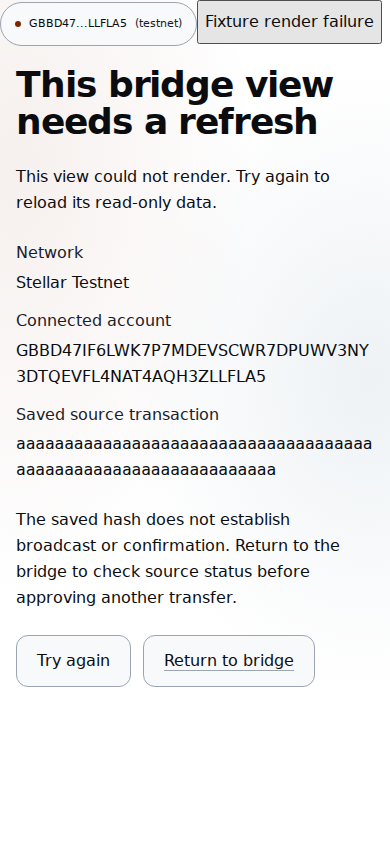 GBBD47...LLFLA5 (testnet)
Fixture render failure
This bridge view
needs a refresh
This view could not render. Try again to
reload its read-only data.
Network
Stellar Testnet
Connected account
GBBD47IF6LWK7P7MDEVSCWR7DPUWV3NY
3DTQEVFL4NAT4AQH3ZLLFLA5
Saved source transaction
aaaaaaaaaaaaaaaaaaaaaaaaaaaaaaaaaaaaa
aaaaaaaaaaaaaaaaaaaaaaaaaaa
The saved hash does not establish
broadcast or confirmation. Return to the
bridge to check source status before
approving another transfer.
Try again
Return to bridge